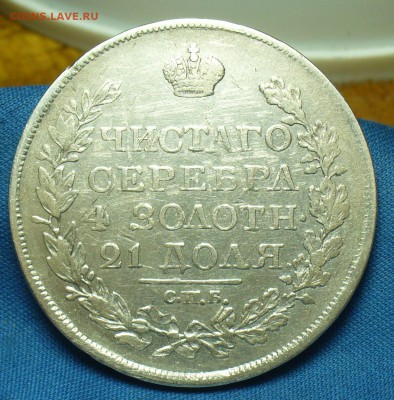 COINS.LAVE.RU
ЧИСТАГО
СЕРЕБРА
4 ЗОЛОТН.
21 ДОЛЯ
С.П.Б.